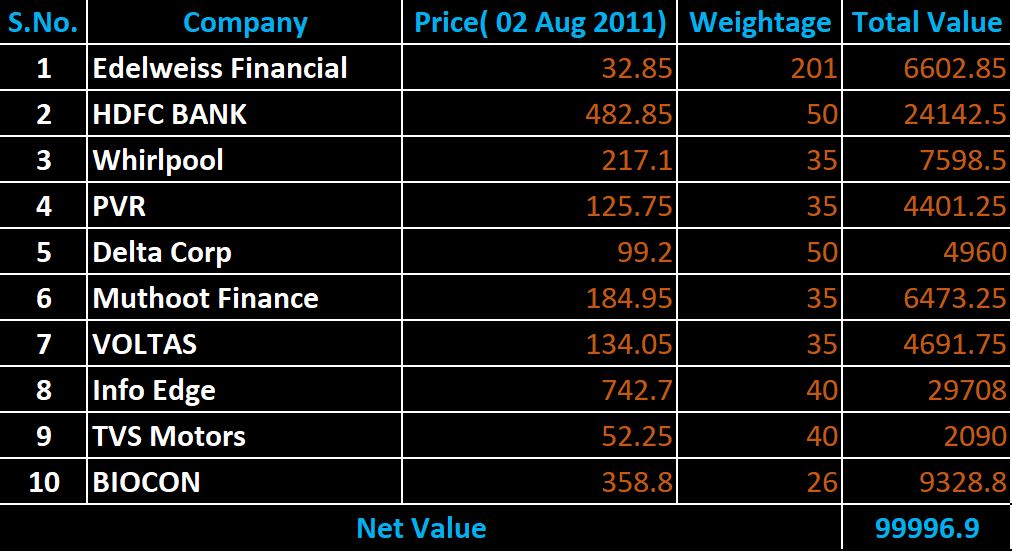 S.No. Company Price( 02 Aug 2011) Weightage Total Value
1 Edelweiss Financial 32.85 201 6602.85
2 HDFC BANK 482.85 50 24142.5
3 Whirlpool 217.1 35 7598.5
4 PVR 125.75 35 4401.25
5 Delta Corp 99.2 50 4960
6 Muthoot Finance 184.95 35 6473.25
7 VOLTAS 134.05 35 4691.75
8 Info Edge 742.7 40 29708
9 TVS Motors 52.25 40 2090
10 BIOCON 358.8 26 9328.8
Net Value 99996.9